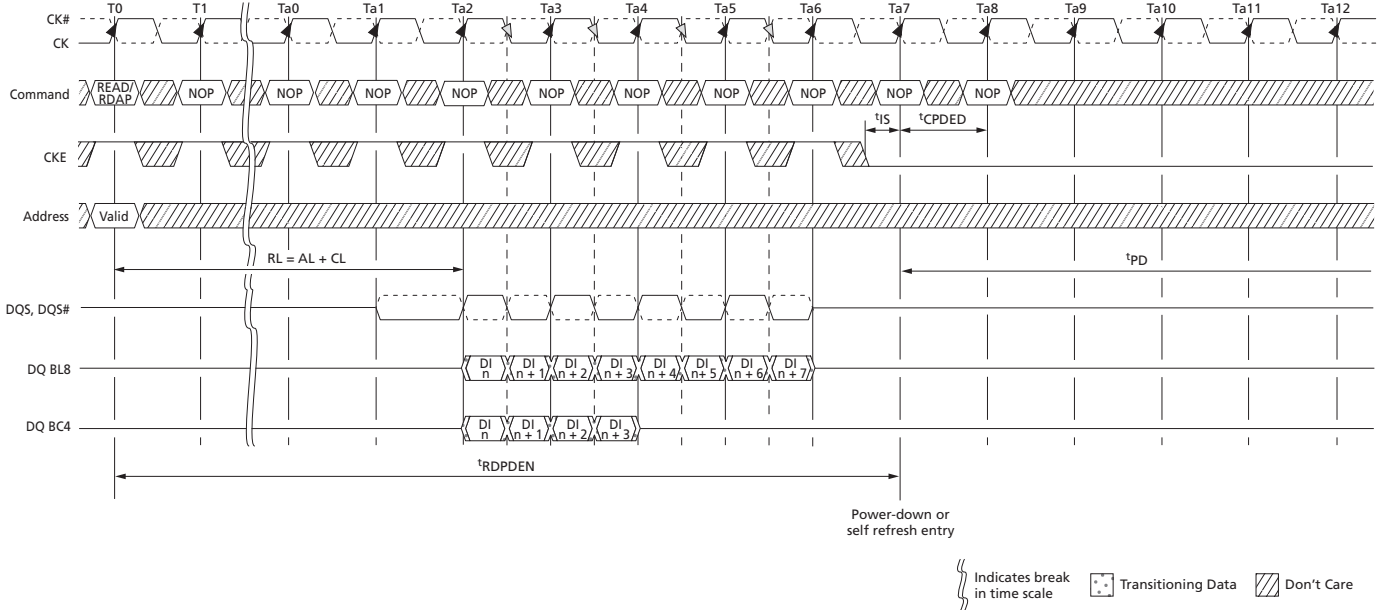 T0 T1 Ta0 Ta1 Ta2 Ta3 Ta4 Ta5 Ta6 Ta7 Ta8 Ta9 Ta10 Ta11 Ta12
CK#
CK
Command READ/ RDAP NOP NOP NOP NOP NOP NOP NOP NOP NOP NOP
tIS tCPDED
CKE
Address Valid
RL = AL + CL
tPD
DQS, DQS#
DQ BL8 DI n DI n + 1 DI n + 2 DI n + 3 DI n + 4 DI n+ 5 DI n + 6 DI n + 7
DQ BC4 DI n DI n + 1 DI n + 2 DI n + 3
tRDPDEN
Power-down or
self refresh entry
Indicates break
in time scale
Transitioning Data
Don't Care